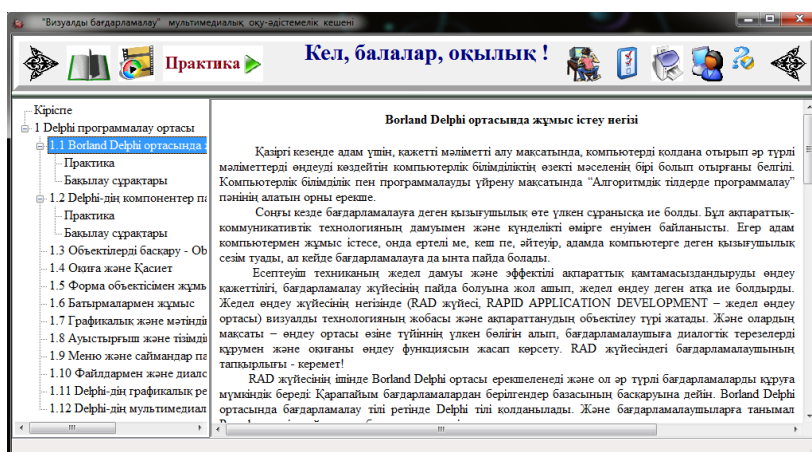 "Визуалды бағдарламалау" мультимедиалық оқу-әдістемелік кешені
Практика
Кел, балалар, оқылық !
Кіріспе
1 Delphi программалау ортасы
1.1 Borland Delphi ортасында
Практика
Бақылау сұрақтары
1.2 Delphi-дің компонентер
Практика
Бақылау сұрақтары
1.3 Объектілерді басқару - Ob
1.4 Оқиға және Қасиет
1.5 Форма объектісімен жұмы
1.6 Батырмалармен жұмыс
1.7 Графикалық және мәтінді
1.8 Ауыстырғыш және тізімді
1.9 Меню және саймандар па
1.10 Файлдармен және диало
1.11 Delphi-дің графикалық ре
1.12 Delphi-дің мультимедиал
Borland Delphi ортасында жұмыс істеу негізі
Қазіргі кезеңде адам үшін, қажетті мәліметті алу мақсатында, компьютерді қолдана отырып әр түрлі
мәліметтерді өңдеуді көздейтін компьютерлік білімділіктің өзекті мәселенің бірі болып отырғаны белгілі.
Компьютерлік білімділік пен программалауды үйрену мақсатында "Алгоритмдік тілдерде программалау"
пәнінің алатын орны ерекше.
Соңғы кезде бағдарламалауға деген қызығушылық өте үлкен сұранысқа ие болды. Бұл ақпараттық-
коммуникативтік технологияның дамуымен және күнделікті өмірге енуімен байланысты. Егер адам
компьютермен жұмыс істесе, онда ертелі ме, кеш пе, әйтеуір, адамда компьютерге деген қызығушылық
сезім туады, ал кейде бағдарламалауға да ынта пайда болады.
Есептеуіш техниканың жедел дамуы және эффектілі ақпараттық қамтамасыздандыруды өңдеу
қажеттілігі, бағдарламалау жүйесінің пайда болуына жол ашып, жедел өңдеу деген атқа ие болдырды.
Жедел өңдеу жүйесінің негізінде (RAD жүйесі, RAPID APPLICATION DEVELOPMENT – жедел өңдеу
ортасы) визуалды технологияның жобасы және ақпараттанудың объектілеу түрі жатады. Және олардың
мақсаты – өңдеу ортасы өзіне түйіннің үлкен бөлігін алып, бағдарламалаушыға диалогтік терезелерді
құрумен және оқиғаны өңдеу функциясын жасап көрсету. RAD жүйесіндегі бағдарламалаушының
тапқырлығы - керемет!
RAD жүйесінің ішінде Borland Delphi ортасы ерекшеленеді және ол әр түрлі бағдарламаларды құруға
мүмкіндік береді: Қарапайым бағдарламалардан берілгендер базасының басқаруына дейін. Borland Delphi
ортасында бағдарламалау тілі ретінде Delphi тілі қолданылады. Және бағдарламалаушыларға танымал